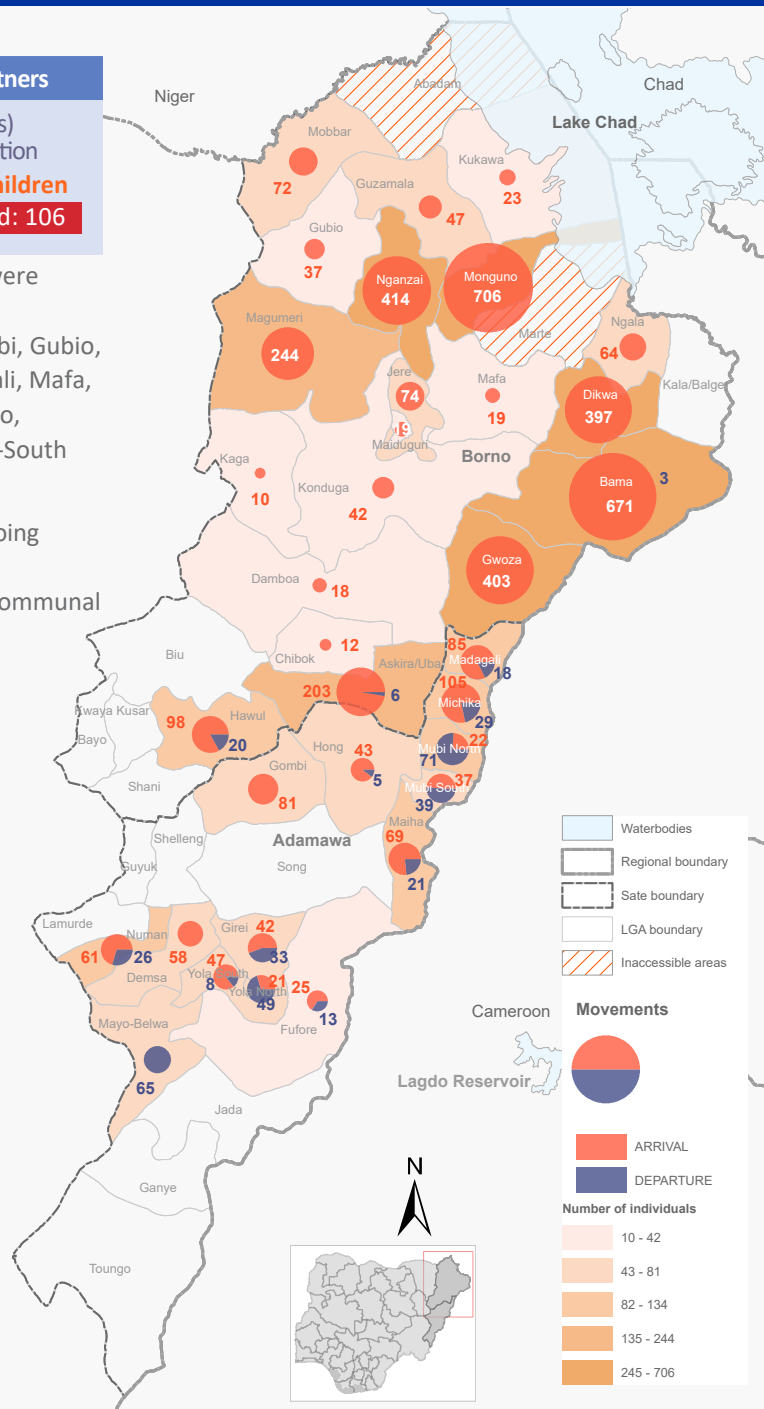 tners
s)
tion
hildren
d: 106
were
bi, Gubio,
ali, Mafa,
o,
-South
ping
communal
Niger
Chad
Lake Chad
Abadam
Mobbar
72
Kukawa
23
Guzamala
47
Gubio
37
Nganzai
414
Monguno
706
Magumeri
244
Marte
Ngala
64
Kala/Balge
Jere
74
Mafa
19
Dikwa
397
9
Maiduguri
Borno
Kaga
10
Konduga
42
Bama
671
3
Gwoza
403
Damboa
18
Chibok
12
Biu
Askira/Uba
203
6
85
Madagali
18
105
Michika
29
Kwaya Kusar
Bayo
98
Hawul
20
Hong
43
5
Mubi North
22
71
Mubi South
37
39
Shani
Gombi
81
Maiha
69
21
Shelleng
Adamawa
Song
Guyuk
Lamurde
Numan
61
26
58
Demsa
Girei
42
33
47
Yola South
8
Yola North
21
49
25
13
Fufore
Mayo-Belwa
65
Jada
Ganye
Toungo
Cameroon
Lagdo Reservoir
N
Waterbodies
Regional boundary
Sate boundary
LGA boundary
Inaccessible areas
Movements
ARRIVAL
DEPARTURE
Number of individuals
10 - 42
43 - 81
82 - 134
135 - 244
245 - 706